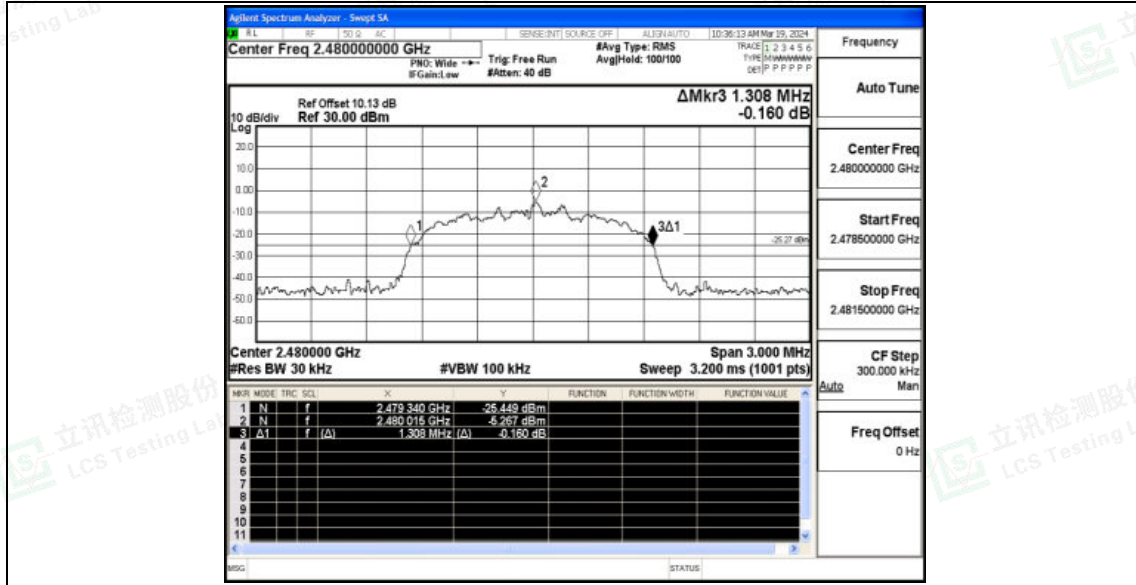 Agilent Spectrum Analyzer - Swept SA
RL RF 50 Ω AC SENSE:INT SOURCE OFF ALIGNAUTO 10:36:13 AM Mar 19, 2024
Center Freq 2.480000000 GHz
PNO: Wide
IFGain:Low
Trig: Free Run
#Atten: 40 dB
#Avg Type: RMS
Avg|Hold: 100/100
TRACE 1 2 3 4 5 6
TYPE MWWWWW
DET P P P P P P
Frequency
Auto Tune
Center Freq
2.480000000 GHz
Start Freq
2.478500000 GHz
Stop Freq
2.481500000 GHz
CF Step
300.000 kHz
Auto Man
Freq Offset
0 Hz
ΔMkr3 1.308 MHz
-0.160 dB
Ref Offset 10.13 dB
10 dB/div Ref 30.00 dBm
Log
20.0
10.0
0.00
-10.0
-20.0
-30.0
-40.0
-50.0
-60.0
1
2
3Δ1
-25.27 dBm
Center 2.480000 GHz Span 3.000 MHz
#Res BW 30 kHz #VBW 100 kHz Sweep 3.200 ms (1001 pts)
MKR MODE TRC SCL X Y FUNCTION FUNCTION WIDTH FUNCTION VALUE
1 N f 2.479 340 GHz -25.449 dBm
2 N f 2.480 015 GHz -5.267 dBm
3 Δ1 f (Δ) 1.308 MHz (Δ) -0.160 dB
4
5
6
7
8
9
10
11
MSG STATUS
立讯检测股份
LCS Testing Lab